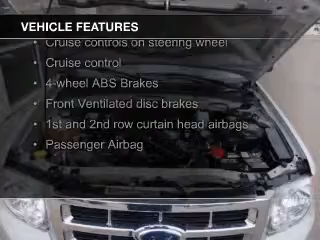 VEHICLE FEATURES
• Cruise controls on steering wheel
• Cruise control
• 4-wheel ABS Brakes
• Front Ventilated disc brakes
• 1st and 2nd row curtain head airbags
• Passenger Airbag